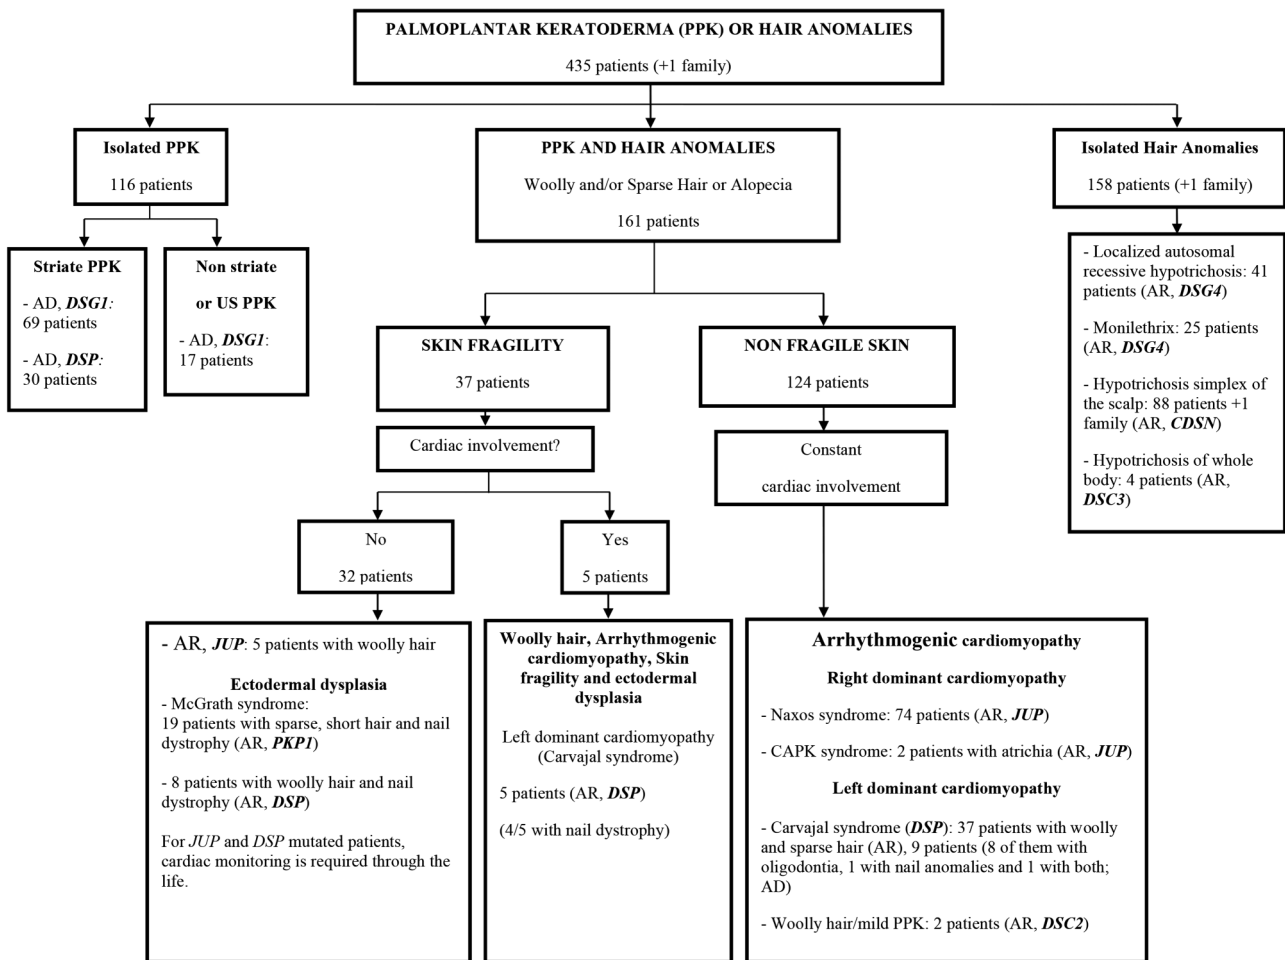 PALMOPLANTAR KERATODERMA (PPK) OR HAIR ANOMALIES
435 patients (+1 family)
Isolated PPK
116 patients
PPK AND HAIR ANOMALIES
Woolly and/or Sparse Hair or Alopecia
161 patients
Isolated Hair Anomalies
158 patients (+1 family)
Striate PPK
- AD, DSG1:
69 patients
- AD, DSP:
30 patients
Non striate
or US PPK
- AD, DSG1:
17 patients
- Localized autosomal
recessive hypotrichosis: 41
patients (AR, DSG4)
- Monilethrix: 25 patients
(AR, DSG4)
- Hypotrichosis simplex of
the scalp: 88 patients +1
family (AR, CDSN)
- Hypotrichosis of whole
body: 4 patients (AR,
DSC3)
SKIN FRAGILITY
37 patients
NON FRAGILE SKIN
124 patients
Cardiac involvement?
Constant
cardiac involvement
No
32 patients
Yes
5 patients
- AR, JUP: 5 patients with woolly hair
Ectodermal dysplasia
- McGrath syndrome:
19 patients with sparse, short hair and nail
dystrophy (AR, PKP1)
- 8 patients with woolly hair and nail
dystrophy (AR, DSP)
For JUP and DSP mutated patients,
cardiac monitoring is required through the
life.
Woolly hair, Arrhythmogenic
cardiomyopathy, Skin
fragility and ectodermal
dysplasia
Left dominant cardiomyopathy
(Carvajal syndrome)
5 patients (AR, DSP)
(4/5 with nail dystrophy)
Arrhythmogenic cardiomyopathy
Right dominant cardiomyopathy
- Naxos syndrome: 74 patients (AR, JUP)
- CAPK syndrome: 2 patients with atrichia (AR, JUP)
Left dominant cardiomyopathy
- Carvajal syndrome (DSP): 37 patients with woolly
and sparse hair (AR), 9 patients (8 of them with
oligodontia, 1 with nail anomalies and 1 with both;
AD)
- Woolly hair/mild PPK: 2 patients (AR, DSC2)